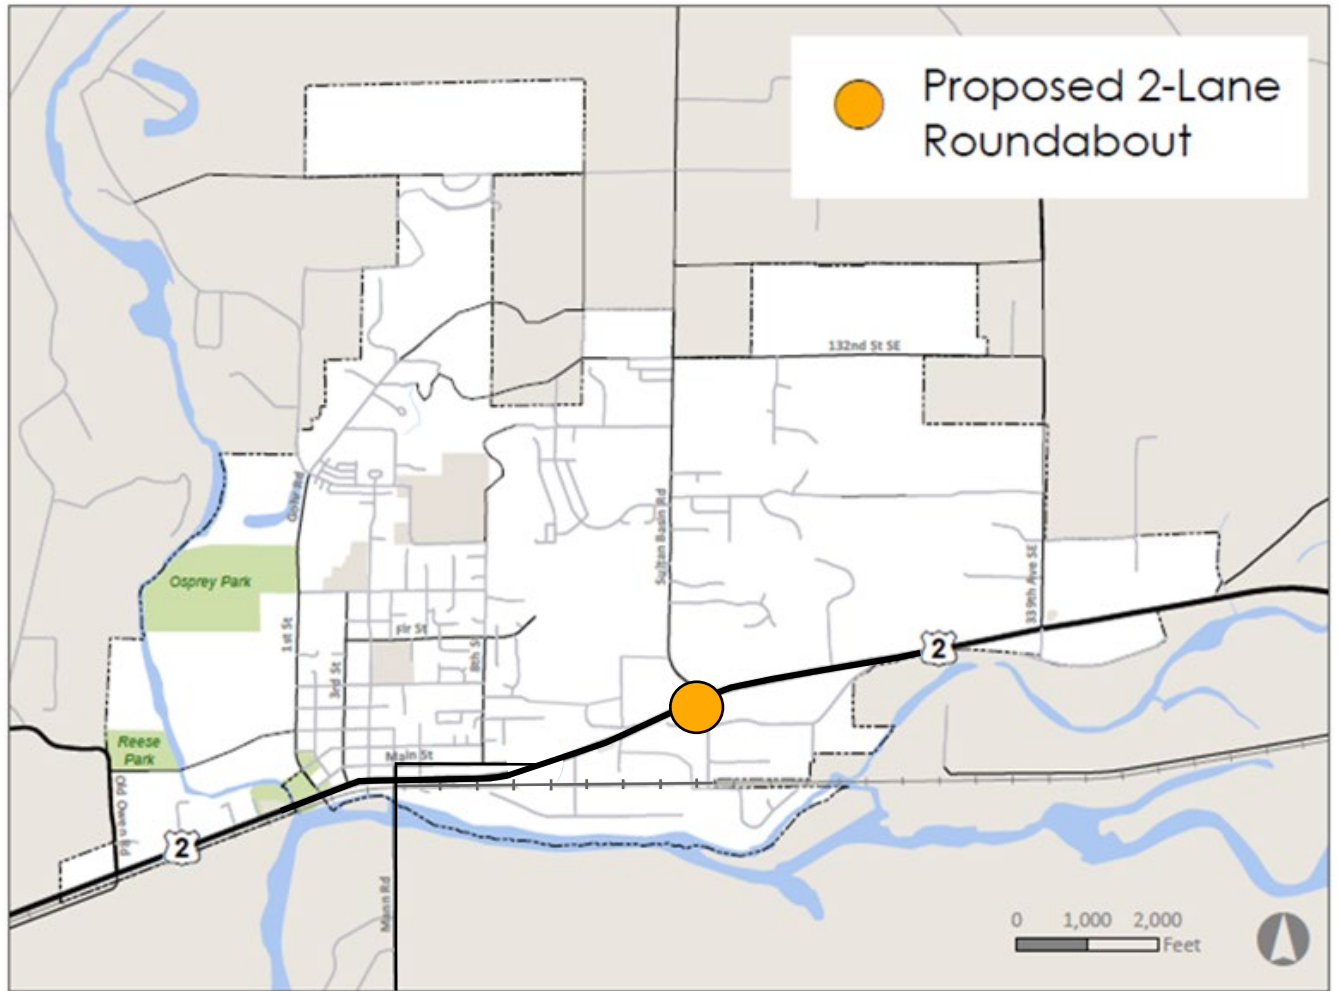 Proposed 2-Lane
Roundabout
132nd St SE
Gohr Rd
Sultan Basin Rd
Osprey Park
339th Ave SE
1st St
Fir St
8th St
3rd St
2
Reese
Park
Main St
Old Owen Rd
2
Mann Rd
0 1,000 2,000
Feet